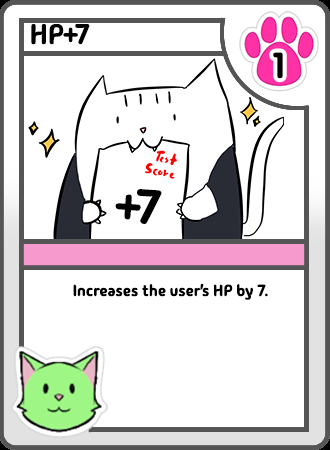 HP+7
1
Test
Score
+7
Increases the user's HP by 7.